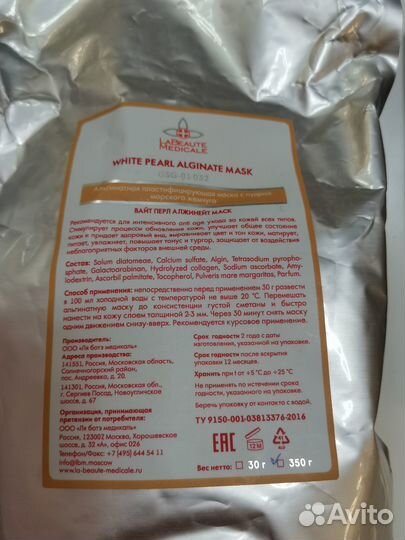 LABEAUTE
MEDICALE
WHITE PEARL ALGINATE MASK
GSG-01-032
Альгинатная пластифицирующая маска с пудрой
морского жемчуга
ВАЙТ ПЕРЛ АЛЖИНЕЙТ МАСК
Рекомендуется для интенсивного anti age ухода за кожей всех типов.
Стимулирует процессы обновления кожи, улучшает общее состояние
кожи и придает здоровый вид, выравнивает цвет и тон кожи, матирует,
питает, увлажняет, повышает тонус и тургор, защищает от воздействия
неблагоприятных факторов внешней среды.
Состав: Solum diatomeae, Calcium sulfate, Algin, Tetrasodium pyropho-
sphate, Galactoarabinan, Hydrolyzed collagen, Sodium ascorbate, Amy-
lodextrin, Ascorbil palmitate, Tocopherol, Pulveris mare margarites, Parfum.
Способ применения: непосредственно перед применением 30 г развести
в 100 мл холодной воды с температурой не выше 20 °C. Перемешать
альгинатную маску до консистенции густой сметаны и быстро
нанести на кожу слоем толщиной 2-3 мм. Через 30 минут снять маску
одним движением снизу-вверх. Рекомендуется курсовое применение.
Производитель:
ООО «Ля ботэ медикаль»
Адреса производства:
141551, Россия, Московская область,
Солнечногорский район,
пос. Андреевка, д. 20.
141301, Россия, Московская обл.,
г. Сергиев Посад, Новоугличское
шоссе, д. 67
Организация, принимающая
претензии от потребителя:
ООО «Ля ботэ медикаль»
Россия, 123007 Москва, Хорошевское
шоссе, д. 32 «А», офис 026
Телефон/Факс: +7 (495) 644 54 11
info@lbm.moscow
www.la-beaute-medicale.ru
Срок годности: 2 года с даты
изготовления, указанной на упаковке.
Срок годности после вскрытия
упаковки 12 месяцев.
Хранить при t от +5 °C до +25 °C
Не применять по истечении срока
годности, указанного на упаковке.
Беречь упаковку от контакта с водой.
ТУ 9150-001-03813376-2016
EAC
12 M
Вес нетто: 30 г 350 г
Avito